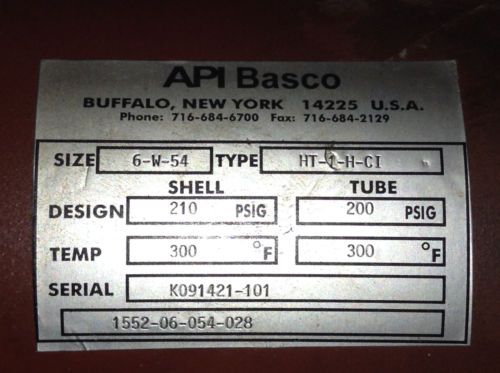 API Basco
BUFFALO, NEW YORK 14225 U.S.A.
Phone: 716-684-6700 Fax: 716-684-2129
SIZE 6-W-54 TYPE HT-1-H-CI
SHELL TUBE
DESIGN 210 PSIG 200 PSIG
TEMP 300 °F 300 °F
SERIAL K091421-101
1552-06-054-028